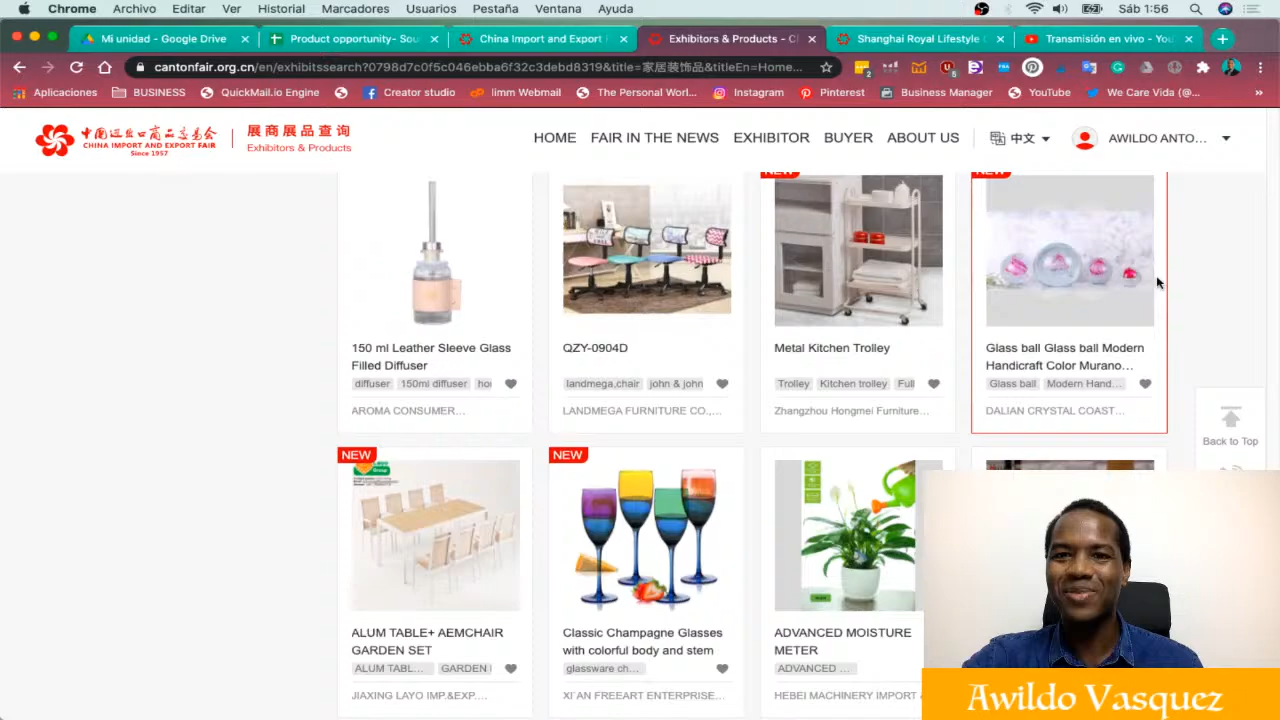 Chrome Archivo Editar Ver Historial Marcadores Usuarios Pestaña Ventana Ayuda Sáb 1:56
Mi unidad - Google Drive Product opportunity- Sou China Import and Export Exhibitors & Products - C Shanghai Royal Lifestyle Transmisión en vivo - You
cantonfair.org.cn/en/exhibitssearch?0798d7c0f5c046ebba6f32c3debd8319&title=家居装饰品&titleEn=Home...
Aplicaciones BUSINESS QuickMail.io Engine Creator studio limm Webmail The Personal Worl... Instagram Pinterest Business Manager YouTube We Care Vida (@... »
中国进出口商品交易会
CHINA IMPORT AND EXPORT FAIR
Since 1957
展商展品查询
Exhibitors & Products
HOME FAIR IN THE NEWS EXHIBITOR BUYER ABOUT US 中文 AWILDO ANTO...
NEW NEW
150 ml Leather Sleeve Glass
Filled Diffuser
diffuser 150ml diffuser
AROMA CONSUMER...
QZY-0904D
landmega,chair john & john
LANDMEGA FURNITURE CO.,...
Metal Kitchen Trolley
Trolley Kitchen trolley Full
Zhangzhou Hongmei Furniture...
Glass ball Glass ball Modern
Handicraft Color Murano...
Glass ball Modern Hand...
DALIAN CRYSTAL COAST...
Back to Top
NEW NEW
ALUM TABLE+ AEMCHAIR
GARDEN SET
ALUM TABL... GARDEN
JIAXING LAYO IMP.&EXP....
Classic Champagne Glasses
with colorful body and stem
glassware ch...
XI`AN FREEART ENTERPRISE...
ADVANCED MOISTURE
METER
ADVANCED ...
HEBEI MACHINERY IMPORT
Awildo Vasquez